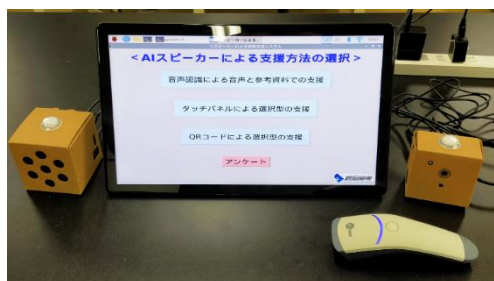 <AIスピーカーによる支援方法の選択>
音声認識による音声と参考資料での支援
タッチパネルによる選択型の支援
QRコードによる選択型の支援
アンケート